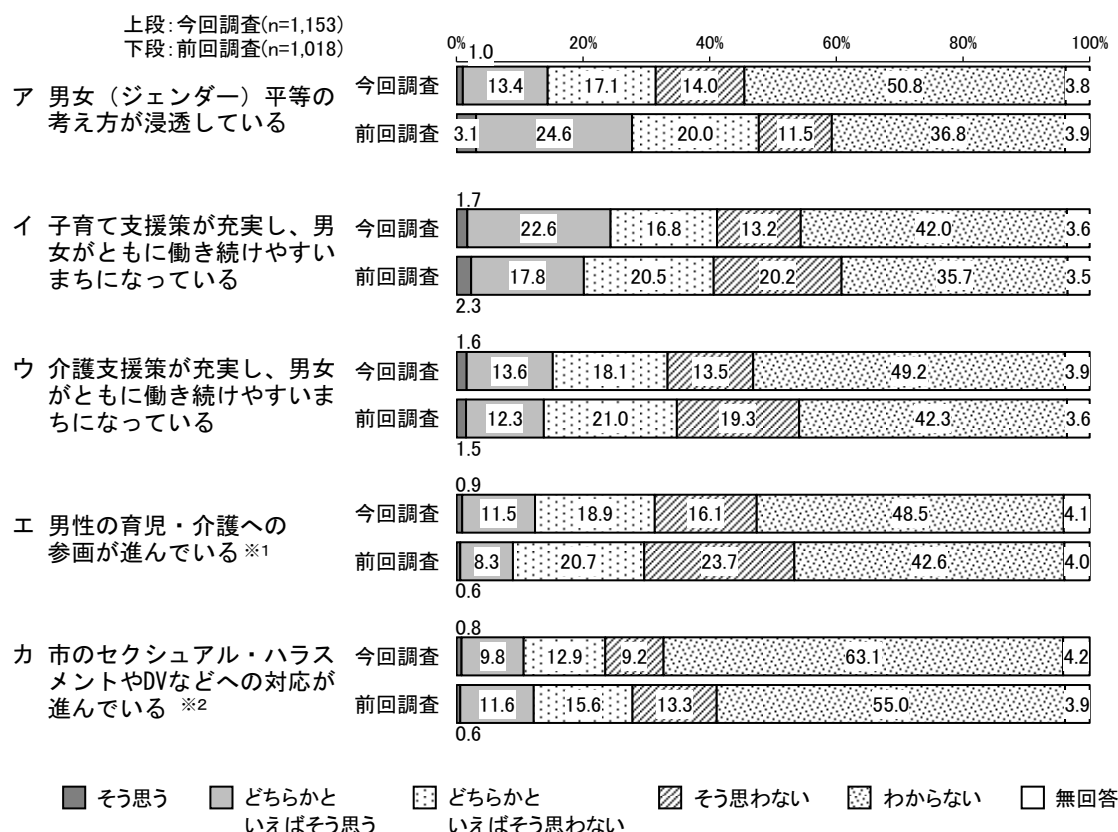 上段:今回調査(n=1,153)
下段:前回調査(n=1,018)
0% 20% 40% 60% 80% 100%
1.0
ア 男女（ジェンダー）平等の
考え方が浸透している
今回調査 13.4 17.1 14.0 50.8 3.8
前回調査 3.1 24.6 20.0 11.5 36.8 3.9
1.7
イ 子育て支援策が充実し、男
女がともに働き続けやすい
まちになっている
今回調査 22.6 16.8 13.2 42.0 3.6
前回調査 17.8 20.5 20.2 35.7 3.5
2.3
1.6
ウ 介護支援策が充実し、男女
がともに働き続けやすいま
ちになっている
今回調査 13.6 18.1 13.5 49.2 3.9
前回調査 12.3 21.0 19.3 42.3 3.6
1.5
0.9
エ 男性の育児・介護への
参画が進んでいる※1
今回調査 11.5 18.9 16.1 48.5 4.1
前回調査 8.3 20.7 23.7 42.6 4.0
0.6
0.8
カ 市のセクシュアル・ハラス
メントやDVなどへの対応が
進んでいる ※2
今回調査 9.8 12.9 9.2 63.1 4.2
前回調査 11.6 15.6 13.3 55.0 3.9
0.6
そう思う
どちらかと
いえばそう思う
どちらかと
いえばそう思わない
そう思わない
わからない
無回答